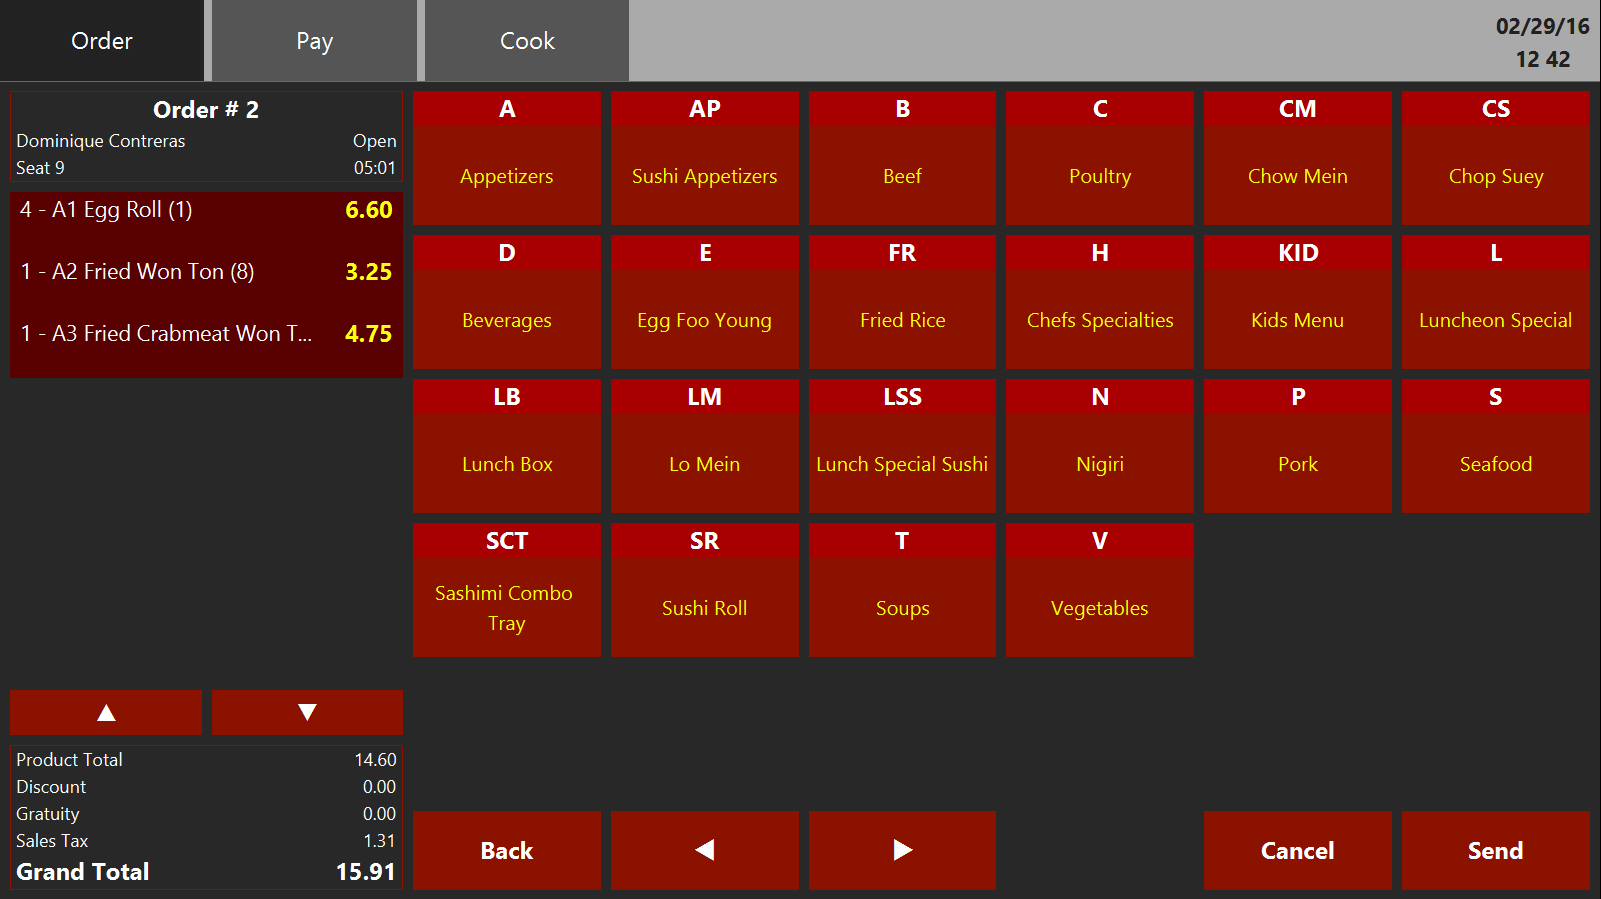 Order
Pay
Cook
02/29/16
12 42
Order # 2
Dominique Contreras Open
Seat 9 05:01
4 - A1 Egg Roll (1) 6.60
1 - A2 Fried Won Ton (8) 3.25
1 - A3 Fried Crabmeat Won T... 4.75
▲ ▼
Product Total 14.60
Discount 0.00
Gratuity 0.00
Sales Tax 1.31
Grand Total 15.91
A
Appetizers
AP
Sushi Appetizers
B
Beef
C
Poultry
CM
Chow Mein
CS
Chop Suey
D
Beverages
E
Egg Foo Young
FR
Fried Rice
H
Chefs Specialties
KID
Kids Menu
L
Luncheon Special
LB
Lunch Box
LM
Lo Mein
LSS
Lunch Special Sushi
N
Nigiri
P
Pork
S
Seafood
SCT
Sashimi Combo
Tray
SR
Sushi Roll
T
Soups
V
Vegetables
Back
◀
▶
Cancel
Send